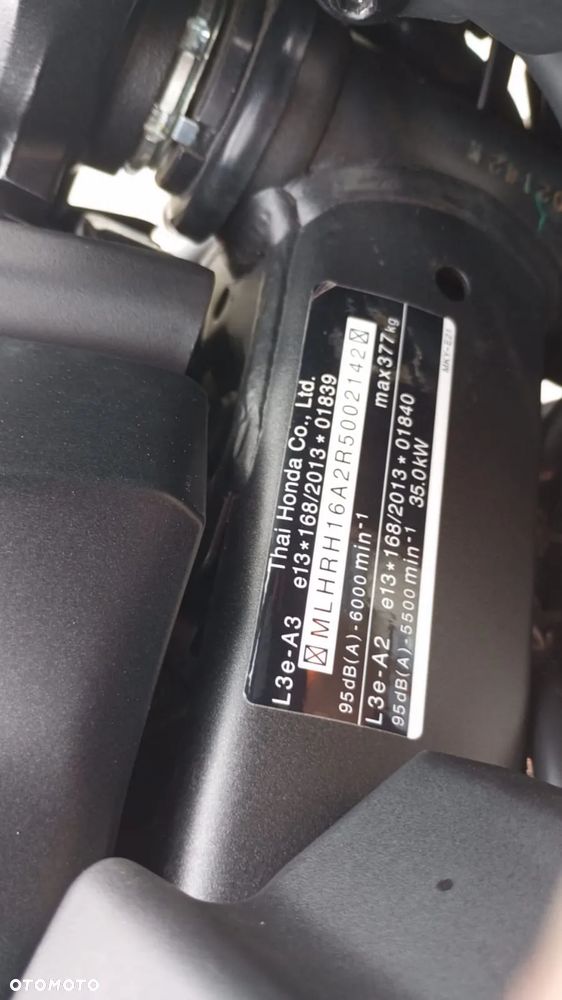 L3e-A3 Thai Honda Co., Ltd.
e13*168/2013*01839
MLHRH16A2R5002142
95dB(A)-6000min-1 max377kg
L3e-A2 e13*168/2013*01840
95dB(A)-5500min-1 35.0kW
OTOMOTO